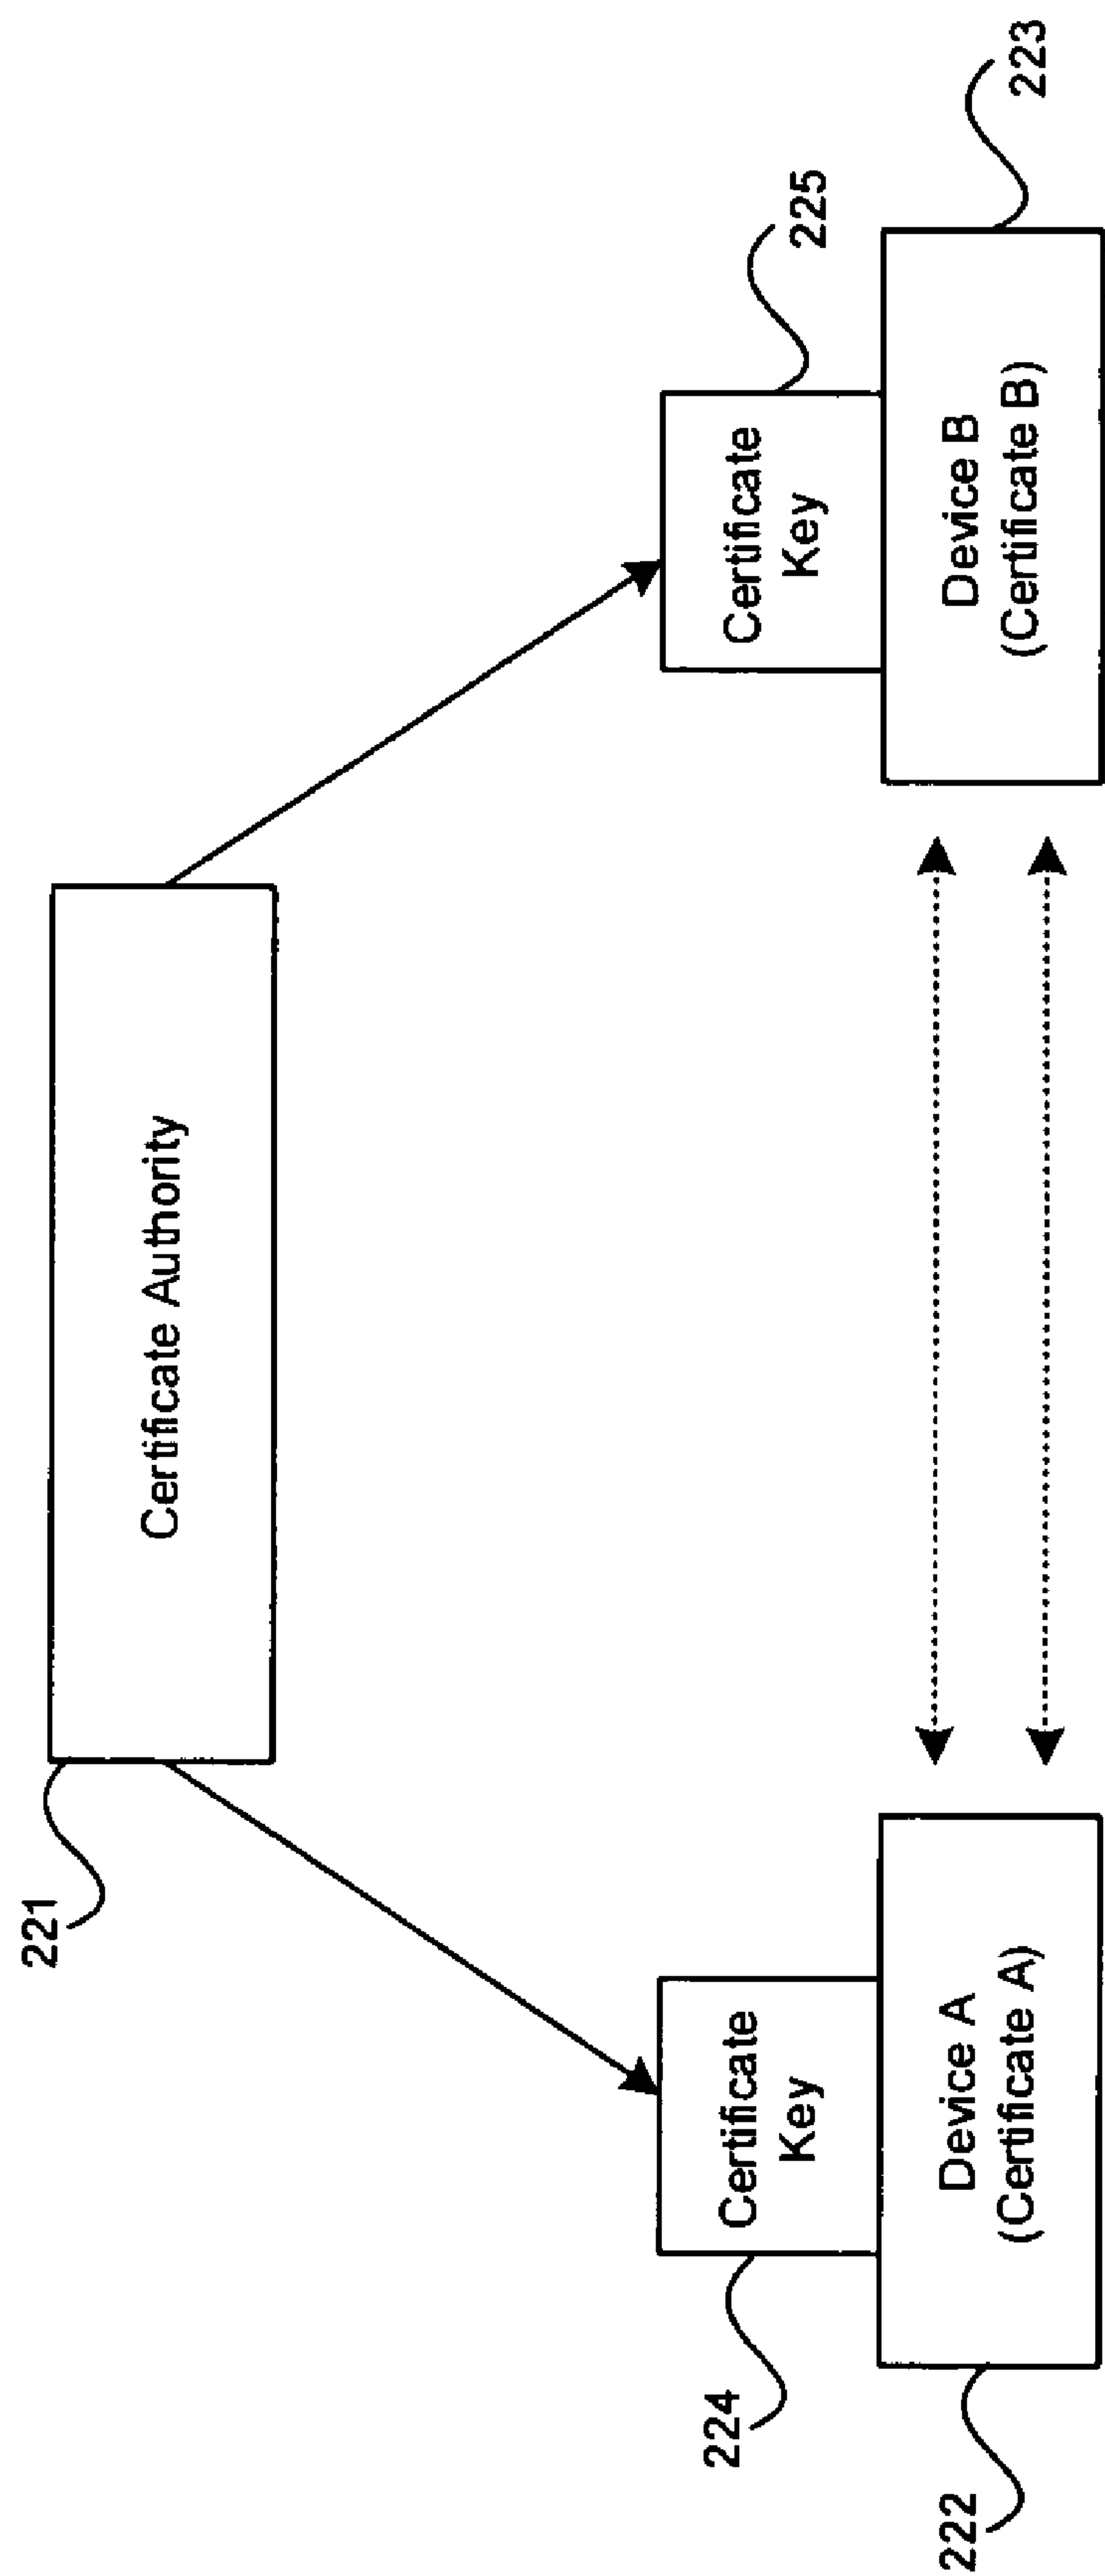 221
Certificate Authority
224
Certificate
Key
Certificate
Key
225
222
Device A
(Certificate A)
Device B
(Certificate B)
223